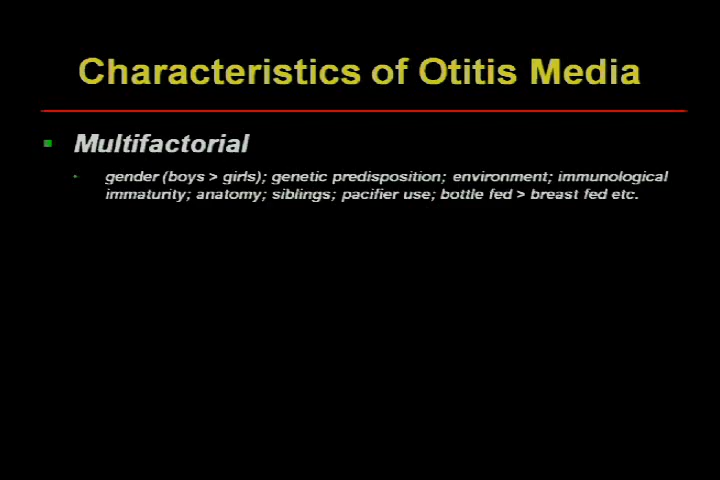 Characteristics of Otitis Media
Multifactorial
gender (boys > girls); genetic predisposition; environment; immunological
immaturity; anatomy; siblings; pacifier use; bottle fed > breast fed etc.